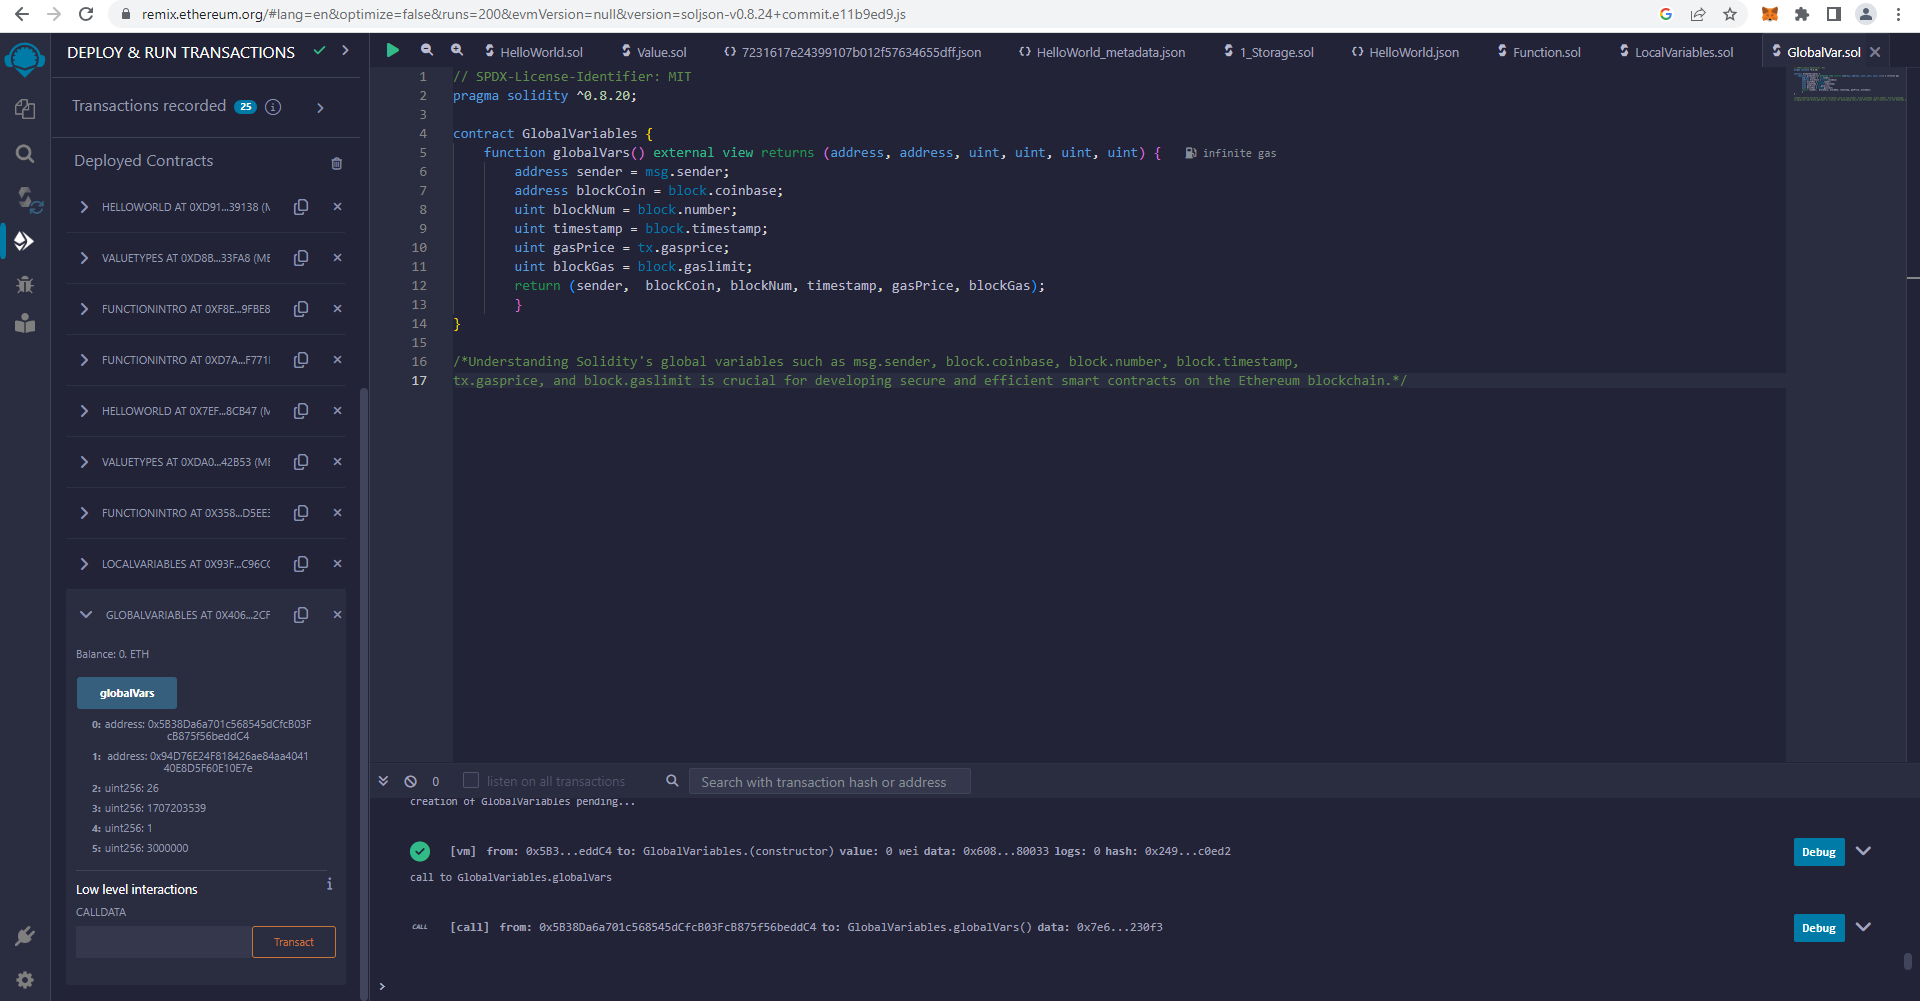 remix.ethereum.org/#lang=en&optimize=false&runs=200&evmVersion=null&version=soljson-v0.8.24+commit.e11b9ed9.js
DEPLOY & RUN TRANSACTIONS
Transactions recorded 25
Deployed Contracts
HELLOWORLD AT 0XD91...39138 (M
VALUETYPES AT 0XD8B...33FA8 (ME
FUNCTIONINTRO AT 0XF8E...9FBE8
FUNCTIONINTRO AT 0XD7A...F771
HELLOWORLD AT 0X7EF...8CB47 (M
VALUETYPES AT 0XDA0...42B53 (ME
FUNCTIONINTRO AT 0X358...D5EE3
LOCALVARIABLES AT 0X93F...C96CC
GLOBALVARIABLES AT 0X406...2CF
Balance: 0. ETH
globalVars
0: address: 0x5B38Da6a701c568545dCfcB03F
cB875f56beddC4
1: address: 0x94D76E24F818426ae84aa4041
40E8D5F60E10E7e
2: uint256: 26
3: uint256: 1707203539
4: uint256: 1
5: uint256: 3000000
Low level interactions
i
CALLDATA
Transact
HelloWorld.sol Value.sol {} 7231617e24399107b012f57634655dff.json {} HelloWorld_metadata.json 1_Storage.sol {} HelloWorld.json Function.sol LocalVariables.sol GlobalVar.sol
1 // SPDX-License-Identifier: MIT
2 pragma solidity ^0.8.20;
3
4 contract GlobalVariables {
5 function globalVars() external view returns (address, address, uint, uint, uint, uint) { infinite gas
6 address sender = msg.sender;
7 address blockCoin = block.coinbase;
8 uint blockNum = block.number;
9 uint timestamp = block.timestamp;
10 uint gasPrice = tx.gasprice;
11 uint blockGas = block.gaslimit;
12 return (sender,  blockCoin, blockNum, timestamp, gasPrice, blockGas);
13 }
14 }
15
16 /*Understanding Solidity's global variables such as msg.sender, block.coinbase, block.number, block.timestamp,
17 tx.gasprice, and block.gaslimit is crucial for developing secure and efficient smart contracts on the Ethereum blockchain.*/
0 listen on all transactions Search with transaction hash or address
creation of GlobalVariables pending...
[vm] from: 0x5B3...eddC4 to: GlobalVariables.(constructor) value: 0 wei data: 0x608...80033 logs: 0 hash: 0x249...c0ed2
Debug
call to GlobalVariables.globalVars
CALL [call] from: 0x5B38Da6a701c568545dCfcB03FcB875f56beddC4 to: GlobalVariables.globalVars() data: 0x7e6...230f3
Debug
>